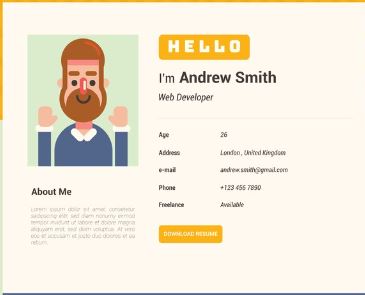 HELLO
I'm Andrew Smith
Web Developer
Age 26
Address London, United Kingdom
e-mail andrew.smith@gmail.com
Phone +123 456 7890
Freelance Available
DOWNLOAD RESUME
About Me
Lorem ipsum dolor sit amet, consetetur
sadipscing elitr, sed diam nonumy eirmod
tempor invidunt ut labore et dolore magna
aliquyam erat, sed diam voluptua. At vero
eos et accusam et justo duo dolores et ea
rebum.